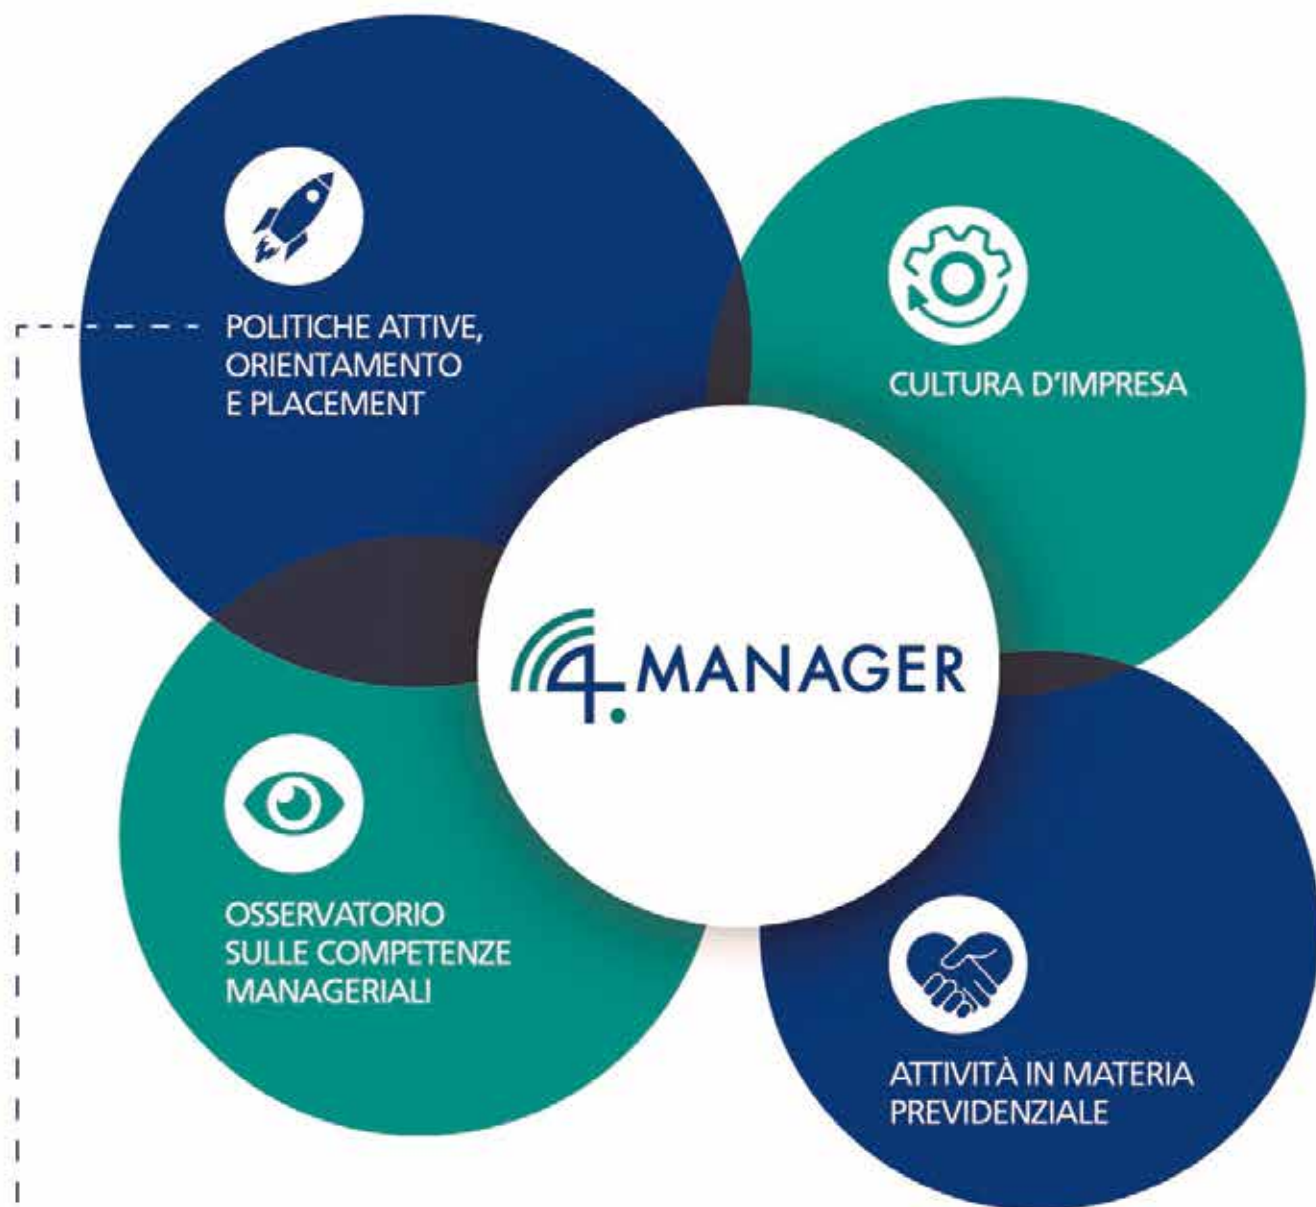 POLITICHE ATTIVE,
ORIENTAMENTO
E PLACEMENT
CULTURA D'IMPRESA
4.MANAGER
OSSERVATORIO
SULLE COMPETENZE
MANAGERIALI
ATTIVITÀ IN MATERIA
PREVIDENZIALE